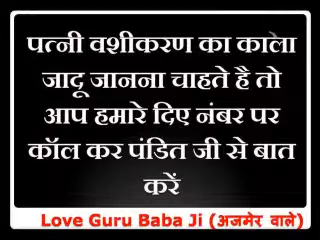 पत्नी वशीकरण का काला
जादू जानना चाहते है तो
आप हमारे दिए नंबर पर
कॉल कर पंडित जी से बात
करें
Love Guru Baba Ji (अजमेर वाले)